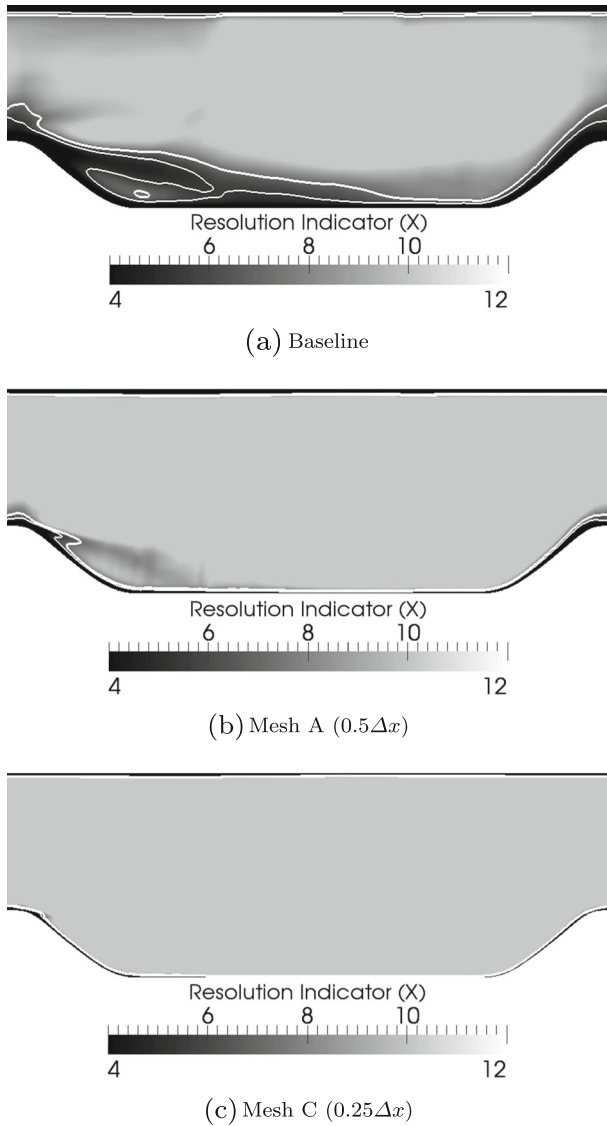 Resolution Indicator (X)
6 8 10
4 12
(a) Baseline
Resolution Indicator (X)
6 8 10
4 12
(b) Mesh A (0.5Δx)
Resolution Indicator (X)
6 8 10
4 12
(c) Mesh C (0.25Δx)